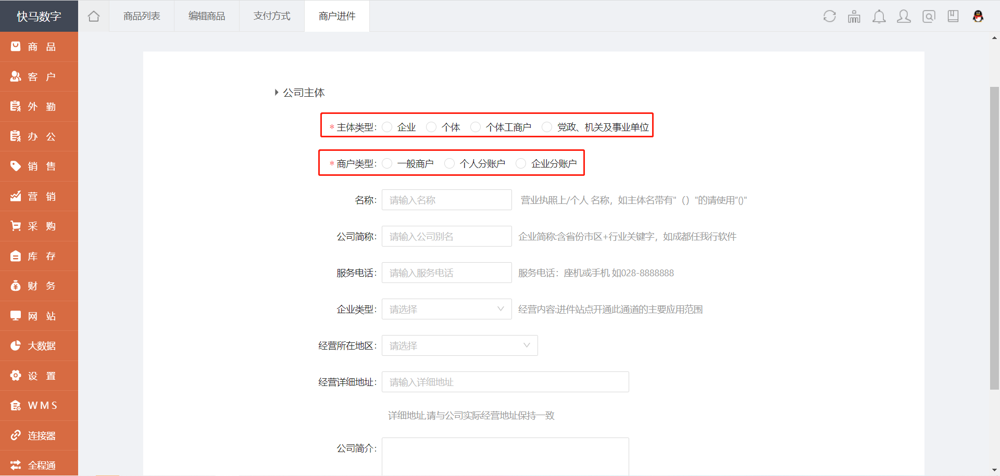 快马数字
商品列表
编辑商品
支付方式
商户进件
商 品
客 户
外 勤
办 公
销 售
营 销
采 购
库 存
财 务
网 站
大数据
设 置
W M S
连接器
全程通
公司主体
* 主体类型: 企业 个体 个体工商户 党政、机关及事业单位
* 商户类型: 一般商户 个人分账户 企业分账户
名称: 请输入名称 营业执照上/个人 名称，如主体名带有"（）"的请使用"()"
公司简称: 请输入公司别名 企业简称:含省份市区+行业关键字，如成都任我行软件
服务电话: 请输入服务电话 服务电话：座机或手机 如028-8888888
企业类型: 请选择 经营内容:进件站点开通此通道的主要应用范围
经营所在地区: 请选择
经营详细地址: 请输入详细地址
详细地址,请与公司实际经营地址保持一致
公司简介: